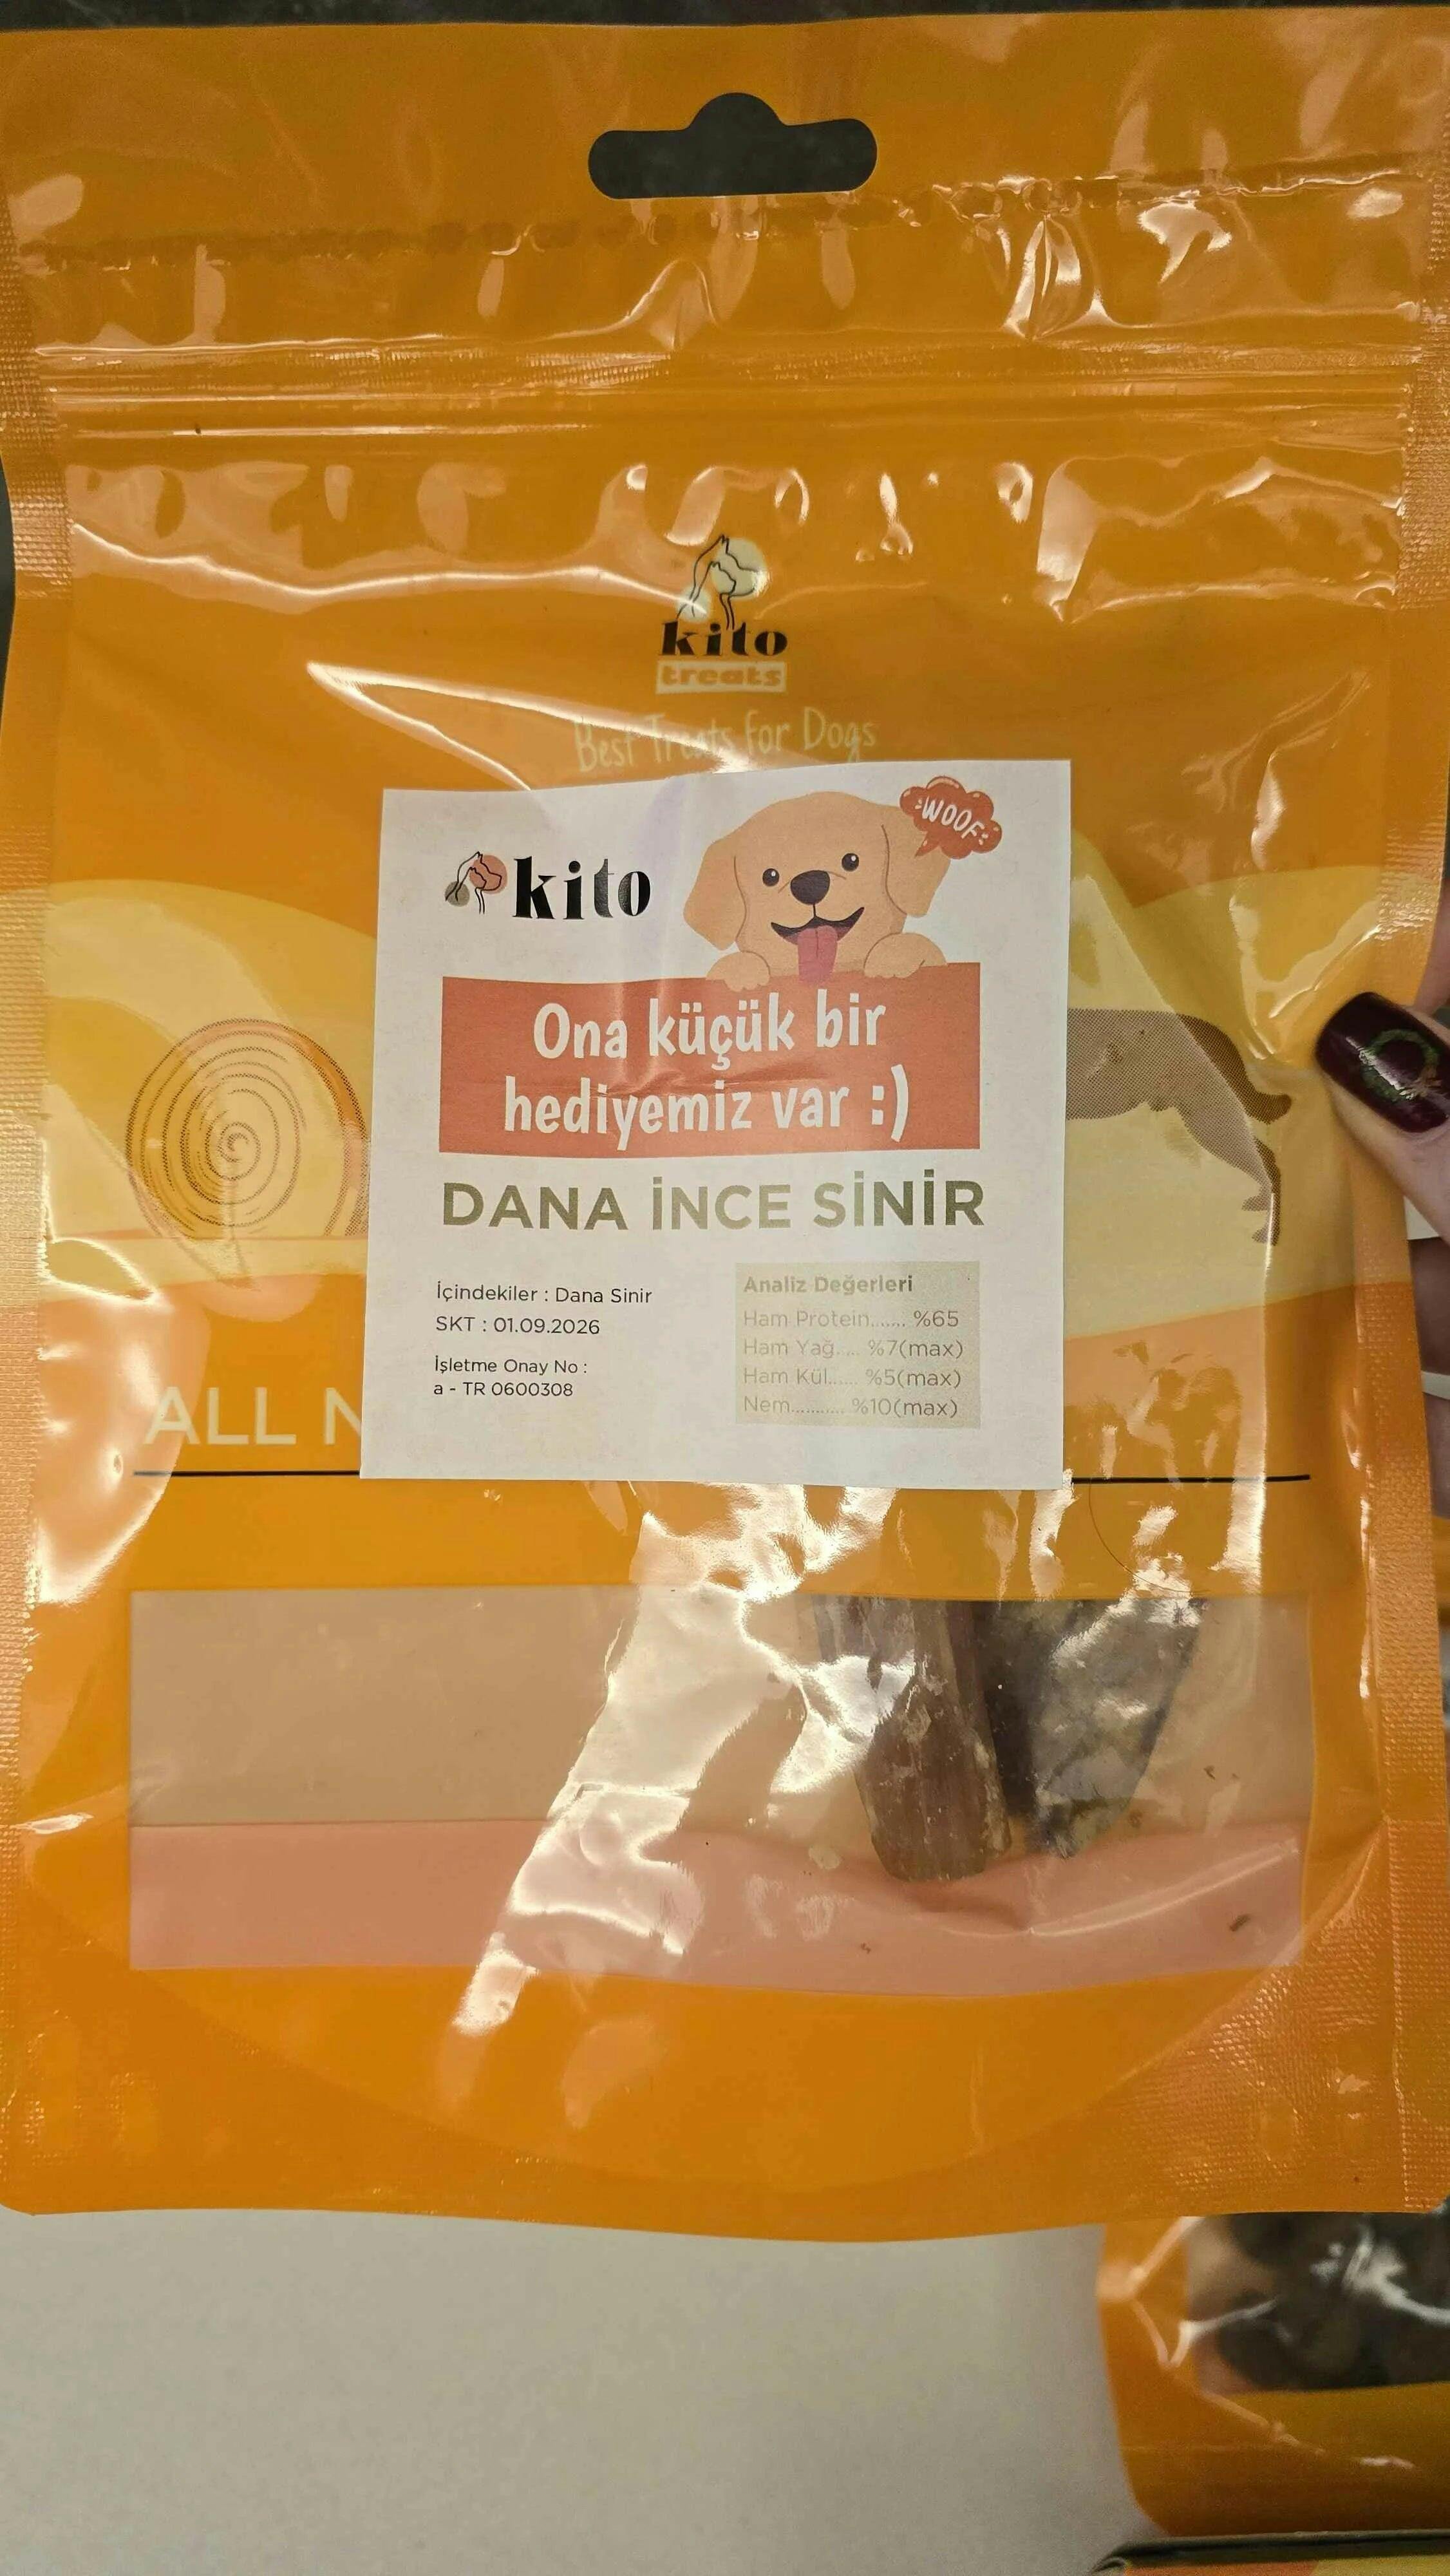 kito
treats
Best Treats for Dogs
WOOF
kito
Ona küçük bir
hediyemiz var :)
DANA İNCE SİNİR
İçindekiler : Dana Sinir
SKT : 01.09.2026
İşletme Onay No :
a - TR 0600308
Analiz Değerleri
Ham Protein....... %65
Ham Yağ..... %7(max)
Ham Kül...... %5(max)
Nem........... %10(max)
ALL N